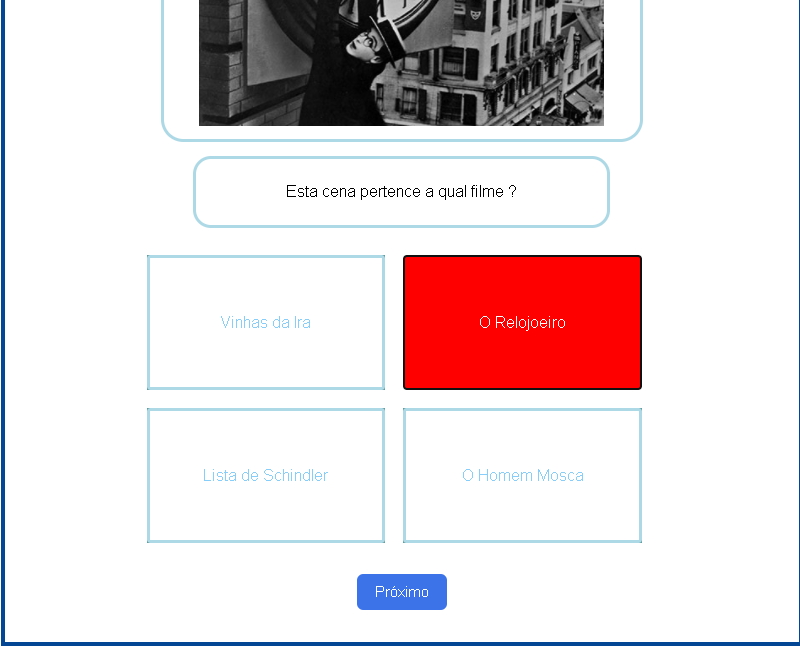 Esta cena pertence a qual filme ?
Vinhas da Ira
O Relojoeiro
Lista de Schindler
O Homem Mosca
Próximo